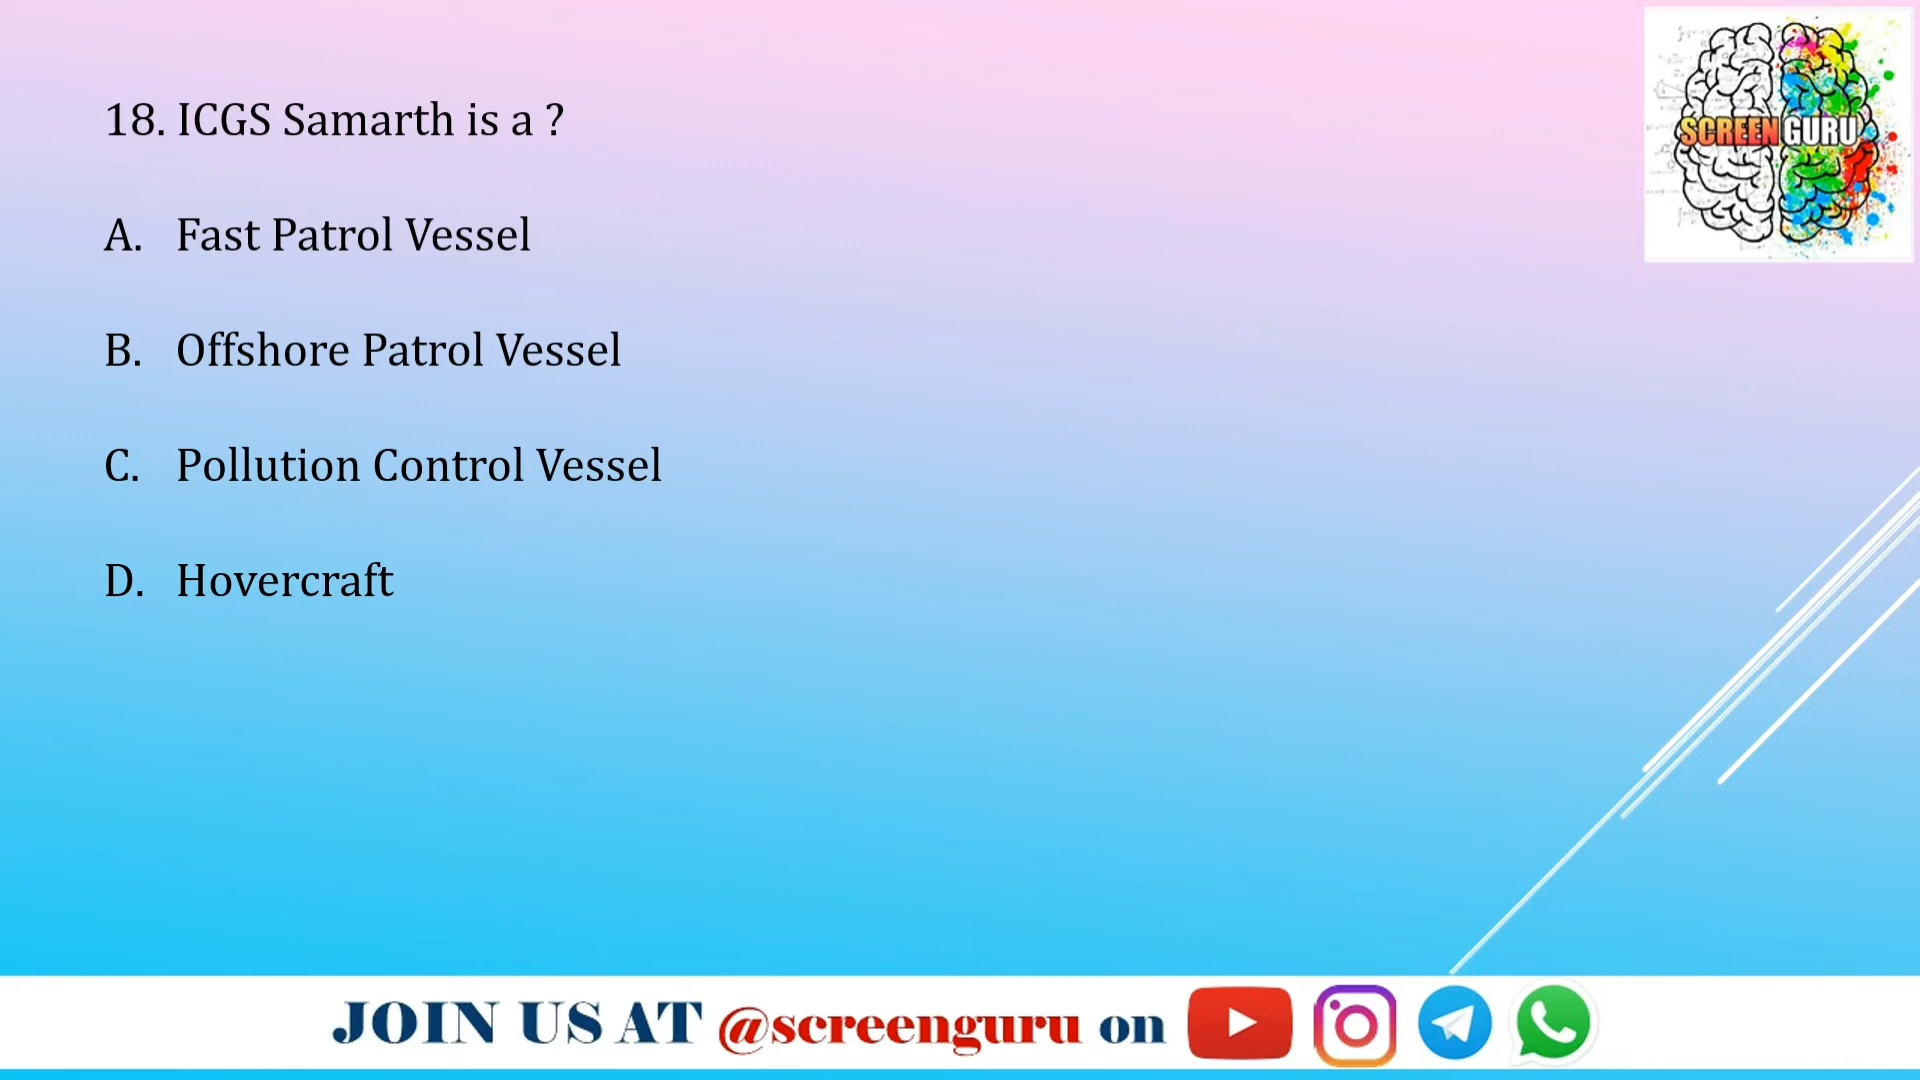 18. ICGS Samarth is a ?
A. Fast Patrol Vessel
B. Offshore Patrol Vessel
C. Pollution Control Vessel
D. Hovercraft
SCREEN GURU
JOIN US AT @screenguru on